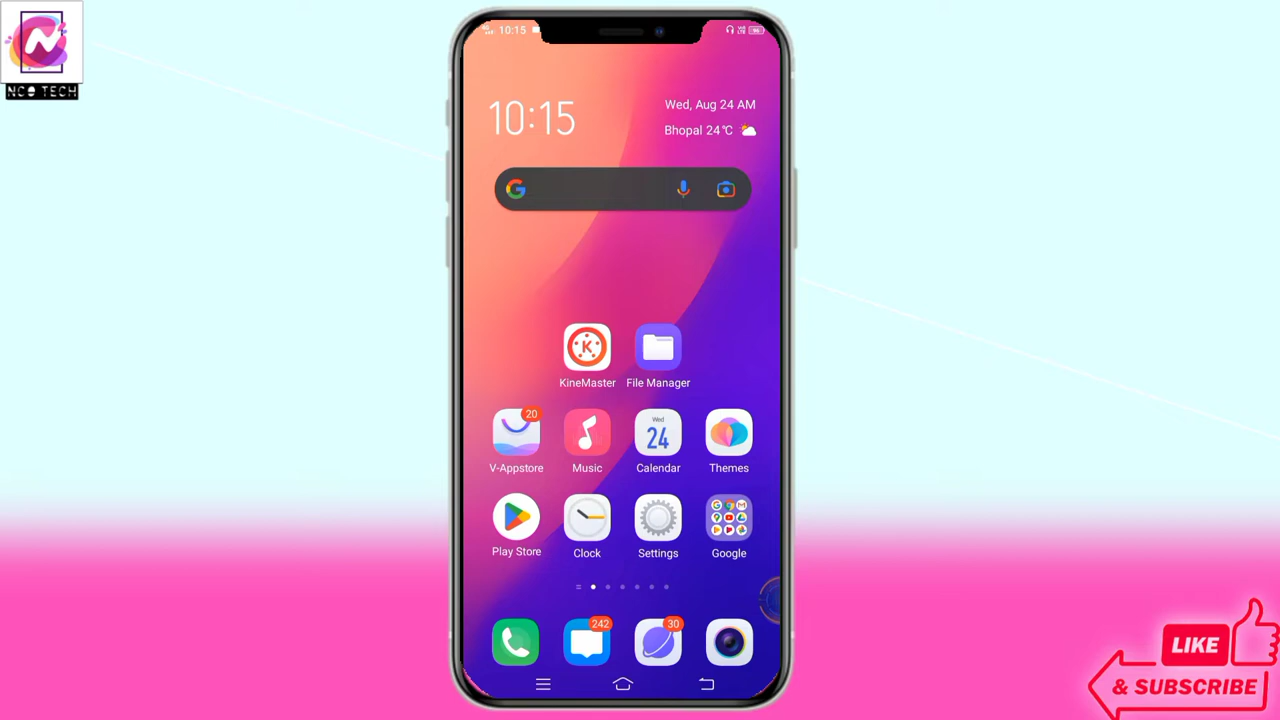 NCO TECH
10:15
10:15
Wed, Aug 24 AM
Bhopal 24°C
KineMaster
File Manager
20
Wed
24
V-Appstore
Music
Calendar
Themes
Play Store
Clock
Settings
Google
242
30
LIKE
& SUBSCRIBE